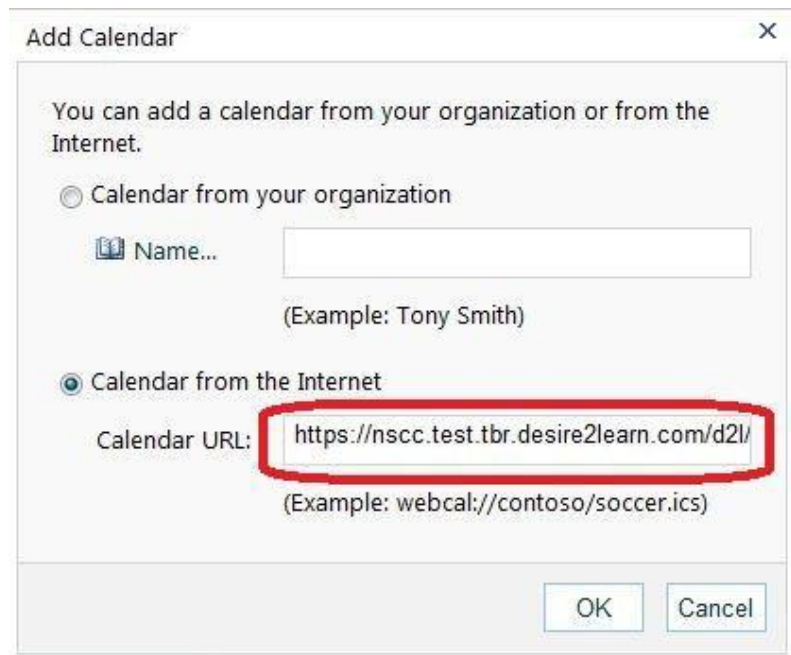 Add Calendar
You can add a calendar from your organization or from the
Internet.
Calendar from your organization
Name...
(Example: Tony Smith)
Calendar from the Internet
Calendar URL: https://nscc.test.tbr.desire2learn.com/d2l/
(Example: webcal://contoso/soccer.ics)
OK Cancel